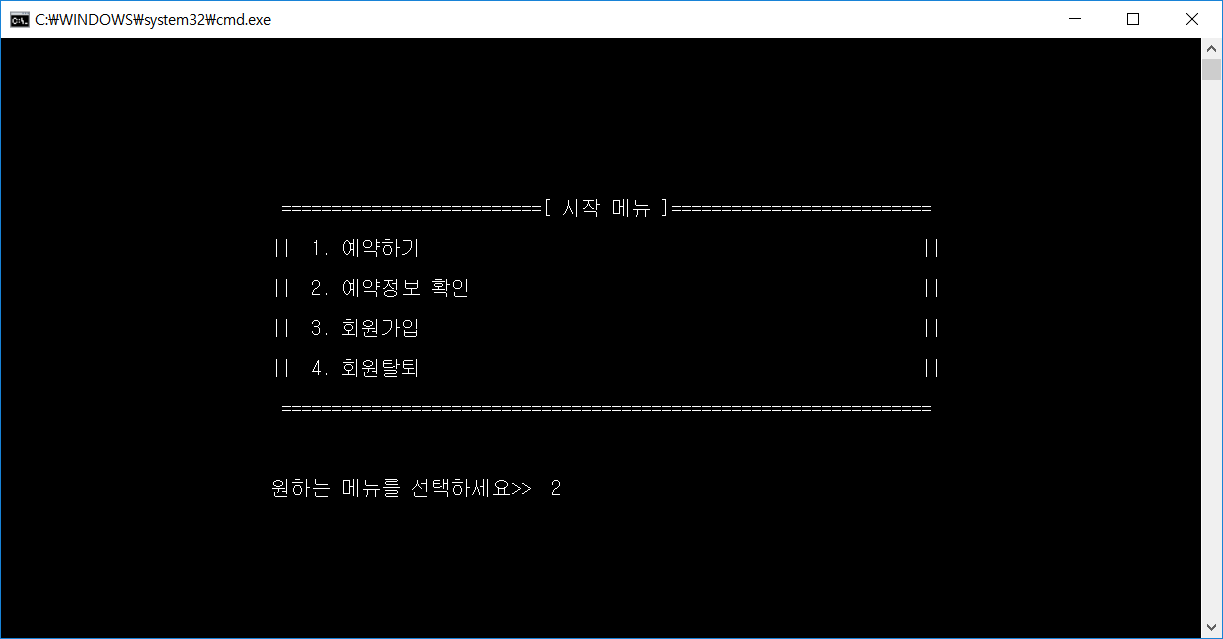 C:₩WINDOWS₩system32₩cmd.exe
==========================[ 시작 메뉴 ]==========================
||  1. 예약하기                                                  ||
||  2. 예약정보 확인                                             ||
||  3. 회원가입                                                  ||
||  4. 회원탈퇴                                                  ||
=================================================================
원하는 메뉴를 선택하세요>>  2